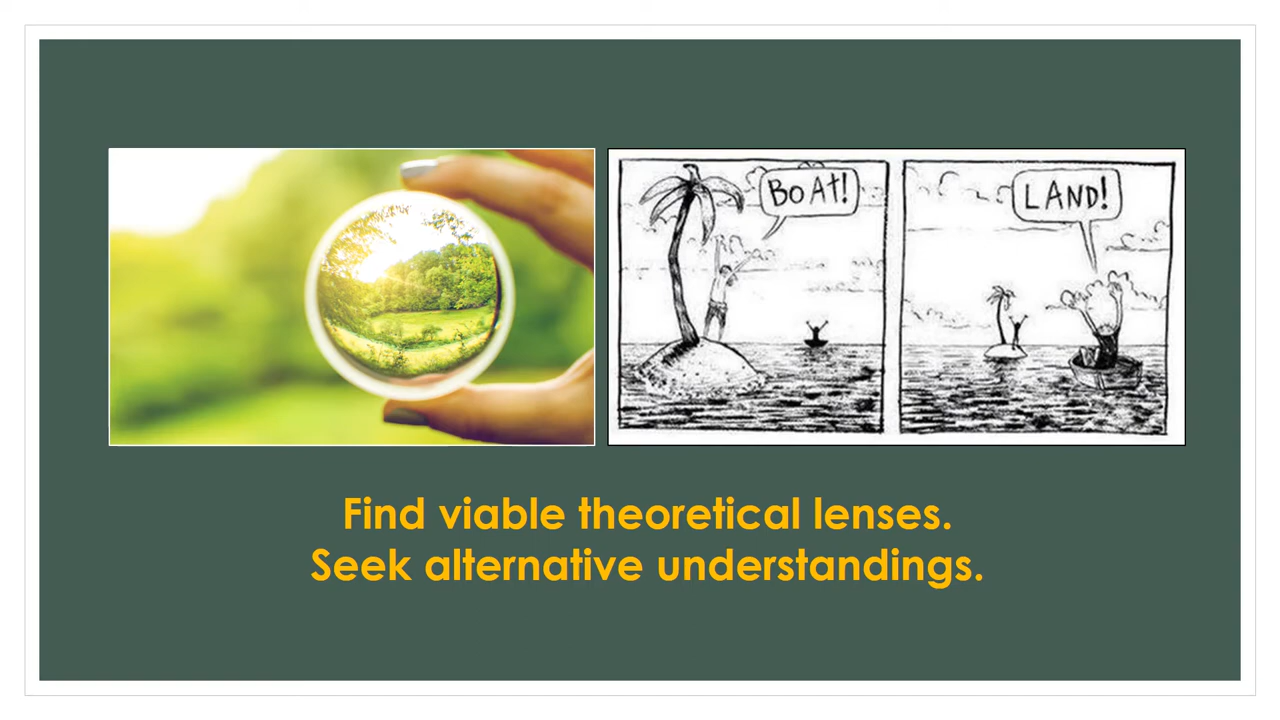 BOAt!
LAND!
Find viable theoretical lenses.
Seek alternative understandings.